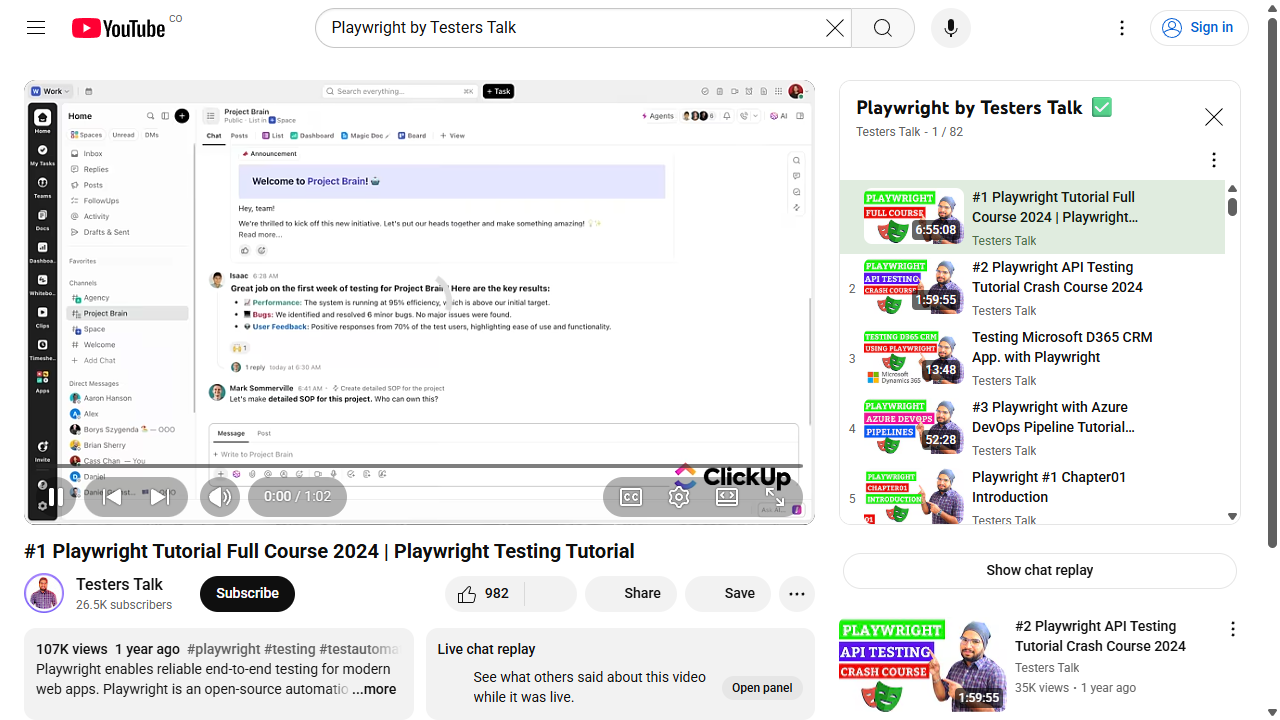 YouTube CO
Playwright by Testers Talk
Sign in
Work
Search everything...
⌘K
+ Task
Home
My Tasks
Teams
Docs
Clips
Apps
Invite
Home
Spaces
Unread
DMs
Inbox
Replies
Posts
FollowUps
Activity
Drafts & Sent
Favorites
Channels
Agency
Project Brain
Space
Welcome
Add Chat
Direct Messages
Aaron Hanson
Alex
Borys Szygenda — OOO
Brian Sherry
Cass Chan — You
Daniel
Project Brain
Public · List in Space
Agents
6
AI
Chat
Posts
List
Dashboard
Magic Doc
Board
+ View
Announcement
Welcome to Project Brain!
Hey, team!
We're thrilled to kick off this new initiative. Let's put our heads together and make something amazing!
Read more...
Isaac 6:28 AM
Great job on the first week of testing for Project Brain! Here are the key results:
• Performance: The system is running at 95% efficiency, which is above our initial target.
• Bugs: We identified and resolved 6 minor bugs. No major issues were found.
• User Feedback: Positive responses from 70% of the test users, highlighting ease of use and functionality.
1
1 reply today at 6:30 AM
Mark Sommerville 6:41 AM · Create detailed SOP for the project
Let's make detailed SOP for this project. Who can own this?
Message
Post
+ Write to Project Brain
ClickUp
0:00 / 1:02
CC
Playwright by Testers Talk ✅
Testers Talk - 1 / 82
PLAYWRIGHT
FULL COURSE
6:55:08
#1 Playwright Tutorial Full
Course 2024 | Playwright...
Testers Talk
2
PLAYWRIGHT
API TESTING
CRASH COURSE
1:59:55
#2 Playwright API Testing
Tutorial Crash Course 2024
Testers Talk
3
TESTING D365 CRM
USING PLAYWRIGHT
Microsoft
Dynamics 365
13:48
Testing Microsoft D365 CRM
App. with Playwright
Testers Talk
4
PLAYWRIGHT
AZURE DEVOPS
PIPELINES
52:28
#3 Playwright with Azure
DevOps Pipeline Tutorial...
Testers Talk
5
PLAYWRIGHT
CHAPTER01
INTRODUCTION
01
Playwright #1 Chapter01
Introduction
Testers Talk
#1 Playwright Tutorial Full Course 2024 | Playwright Testing Tutorial
Testers Talk
26.5K subscribers
Subscribe
982
Share
Save
107K views 1 year ago #playwright #testing #testautoma
Playwright enables reliable end-to-end testing for modern
web apps. Playwright is an open-source automatio ...more
Live chat replay
See what others said about this video
while it was live.
Open panel
Show chat replay
PLAYWRIGHT
API TESTING
CRASH COURSE
1:59:55
#2 Playwright API Testing
Tutorial Crash Course 2024
Testers Talk
35K views • 1 year ago